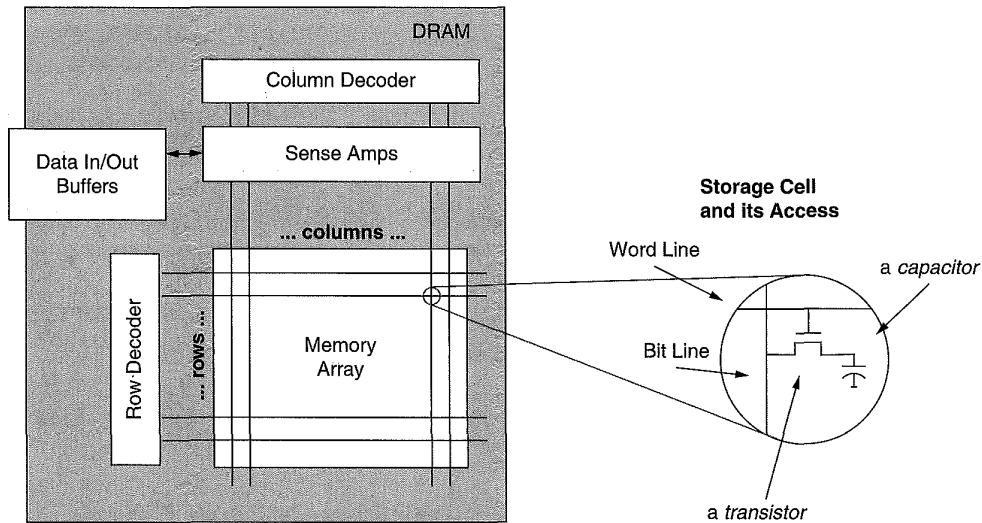 DRAM
Column Decoder
Sense Amps
Data In/Out
Buffers
... columns ...
Row Decoder
... rows ...
Memory
Array
Storage Cell
and its Access
Word Line
a capacitor
Bit Line
a transistor